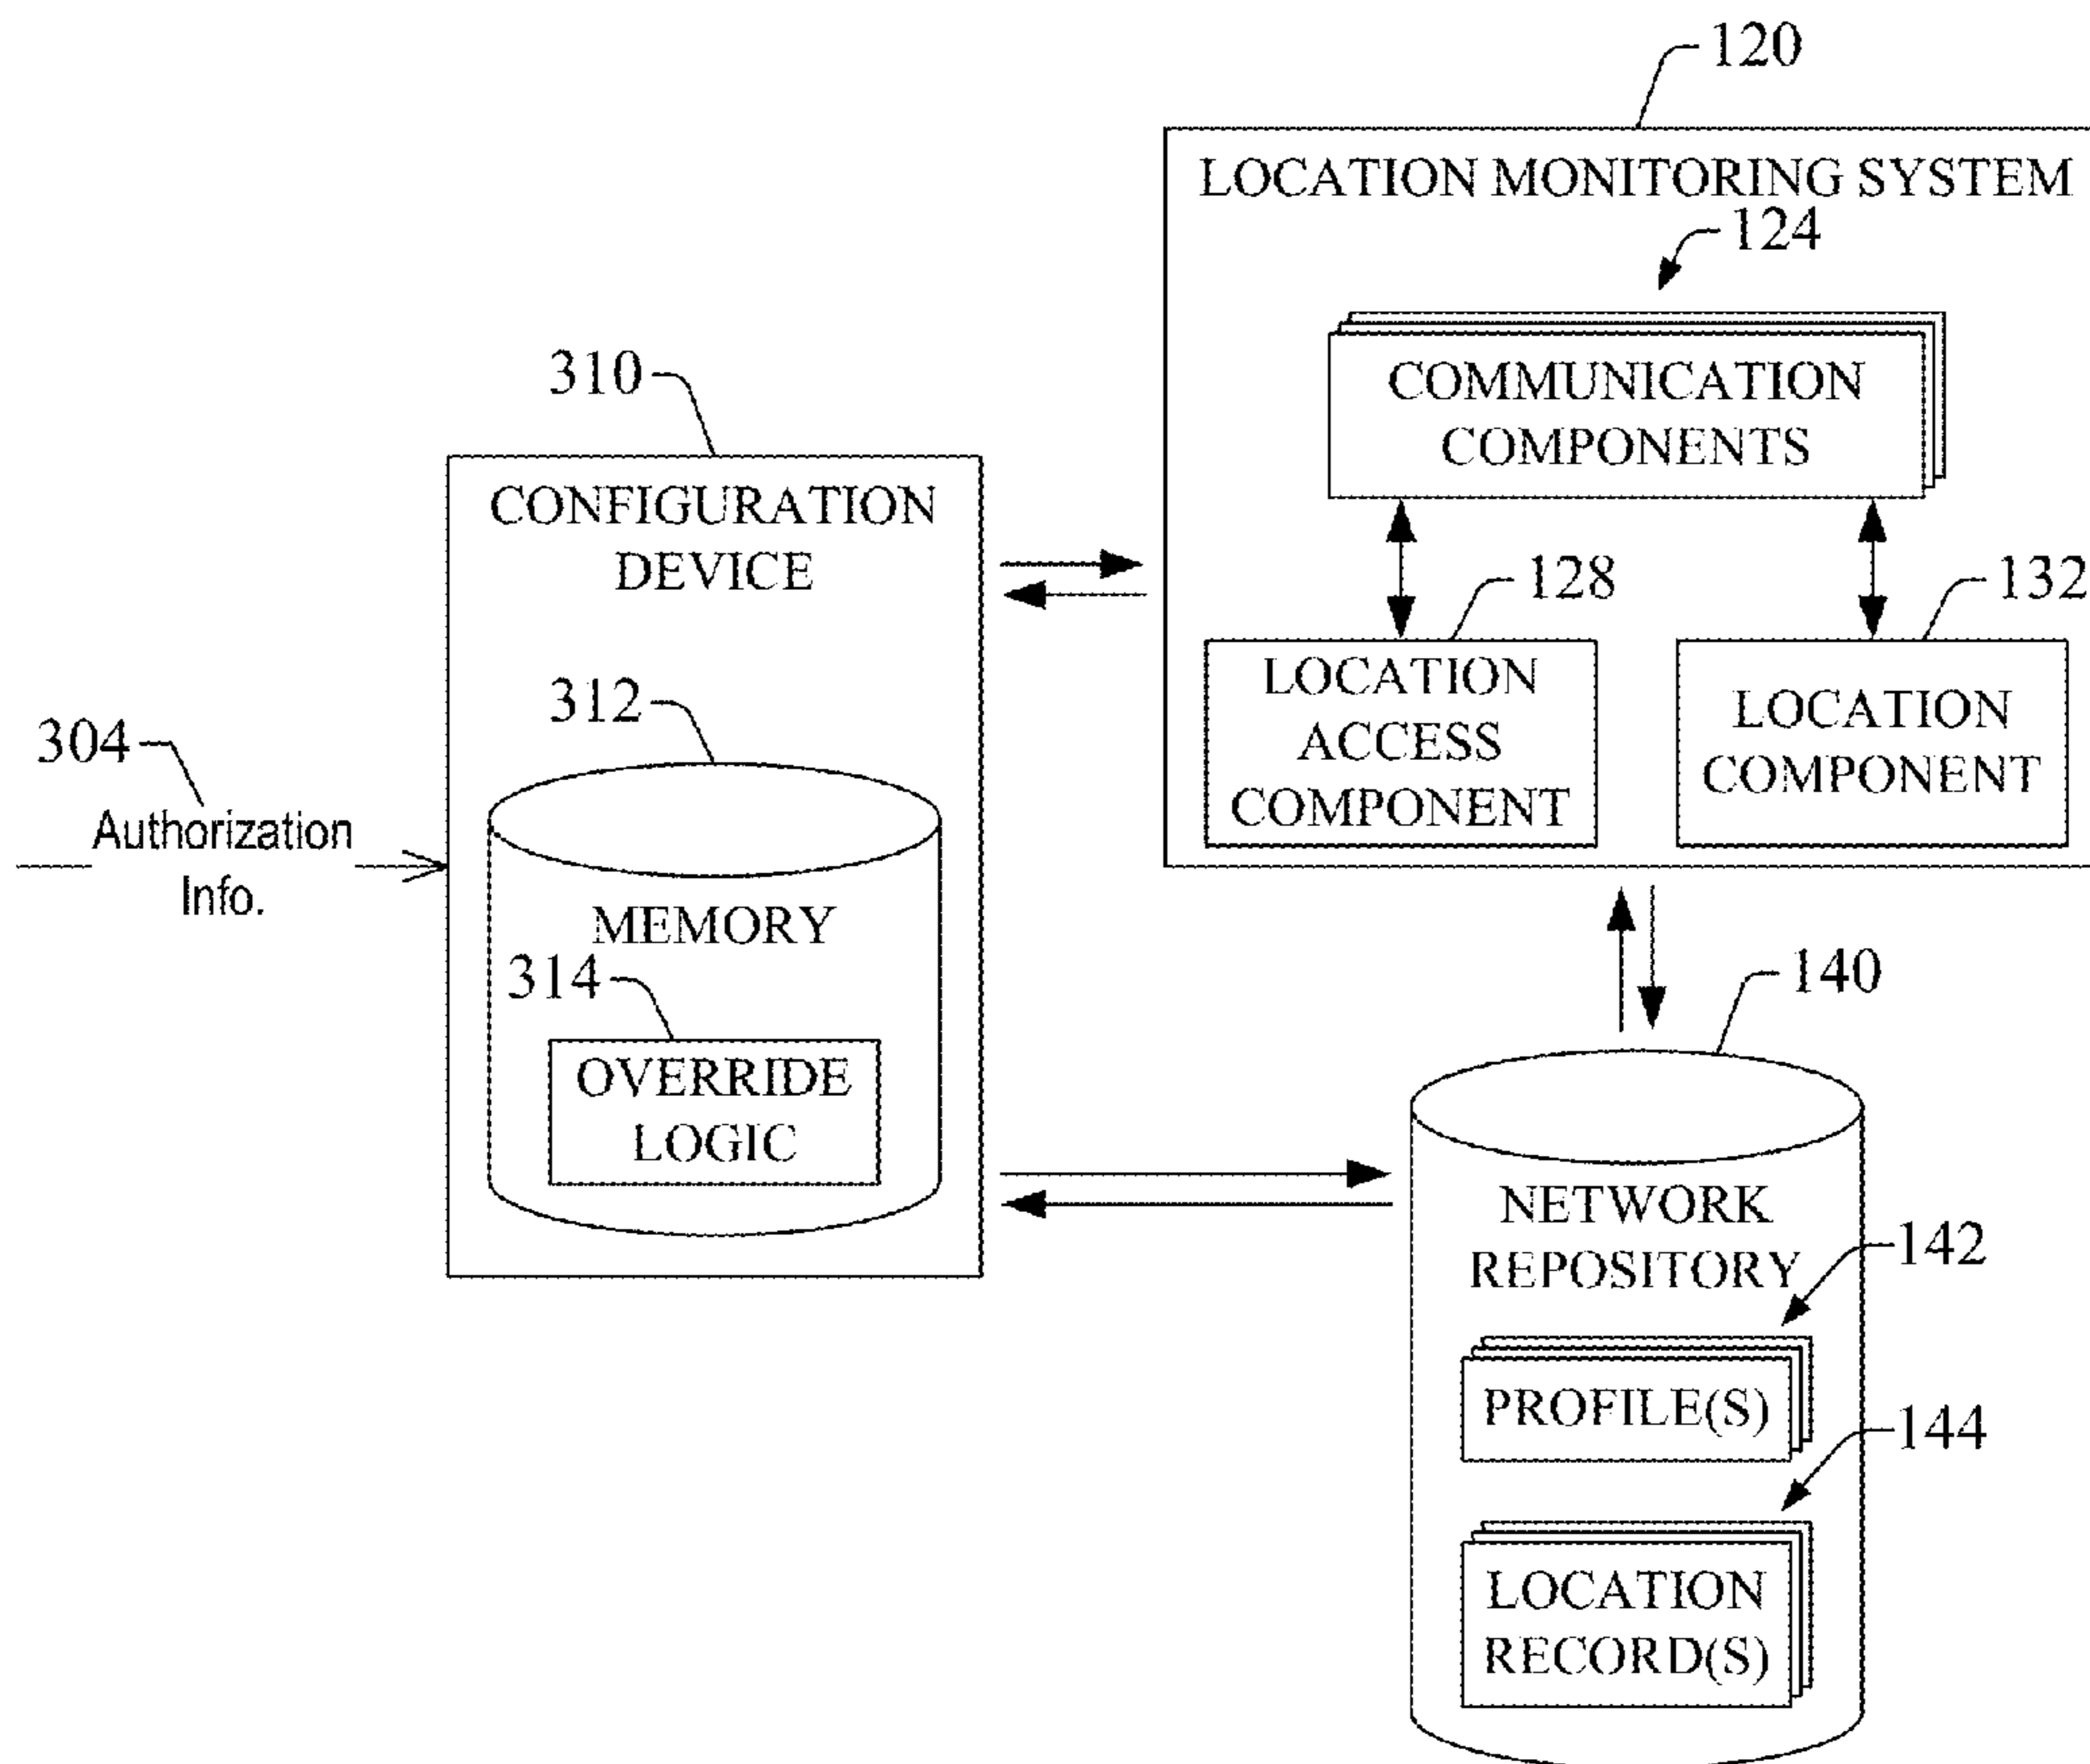 120
LOCATION MONITORING SYSTEM
124
COMMUNICATION
COMPONENTS
128
132
LOCATION
ACCESS
COMPONENT
LOCATION
COMPONENT
310
CONFIGURATION
DEVICE
312
MEMORY
314
OVERRIDE
LOGIC
304
Authorization
Info.
140
NETWORK
REPOSITORY
142
PROFILE(S)
144
LOCATION
RECORD(S)